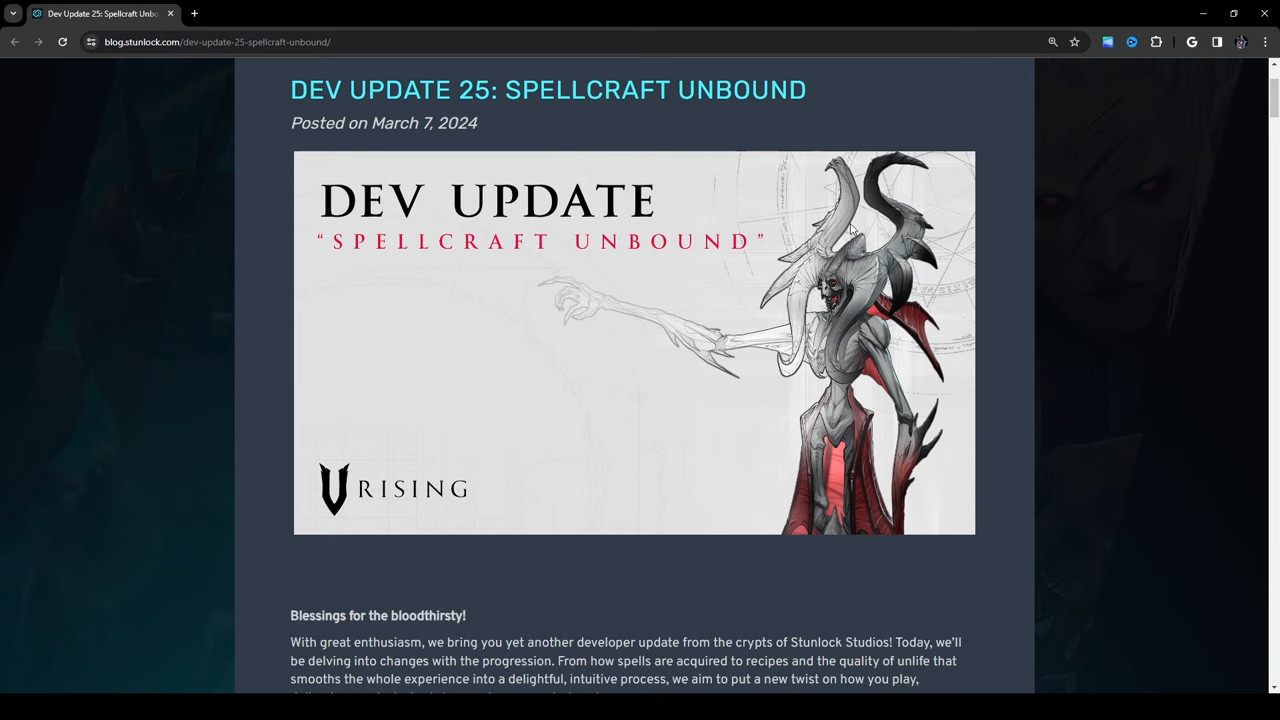 Dev Update 25: Spellcraft Unbo
blog.stunlock.com/dev-update-25-spellcraft-unbound/
DEV UPDATE 25: SPELLCRAFT UNBOUND
Posted on March 7, 2024
DEV UPDATE
"SPELLCRAFT UNBOUND"
V RISING
Blessings for the bloodthirsty!
With great enthusiasm, we bring you yet another developer update from the crypts of Stunlock Studios! Today, we'll
be delving into changes with the progression. From how spells are acquired to recipes and the quality of unlife that
smooths the whole experience into a delightful, intuitive process, we aim to put a new twist on how you play,